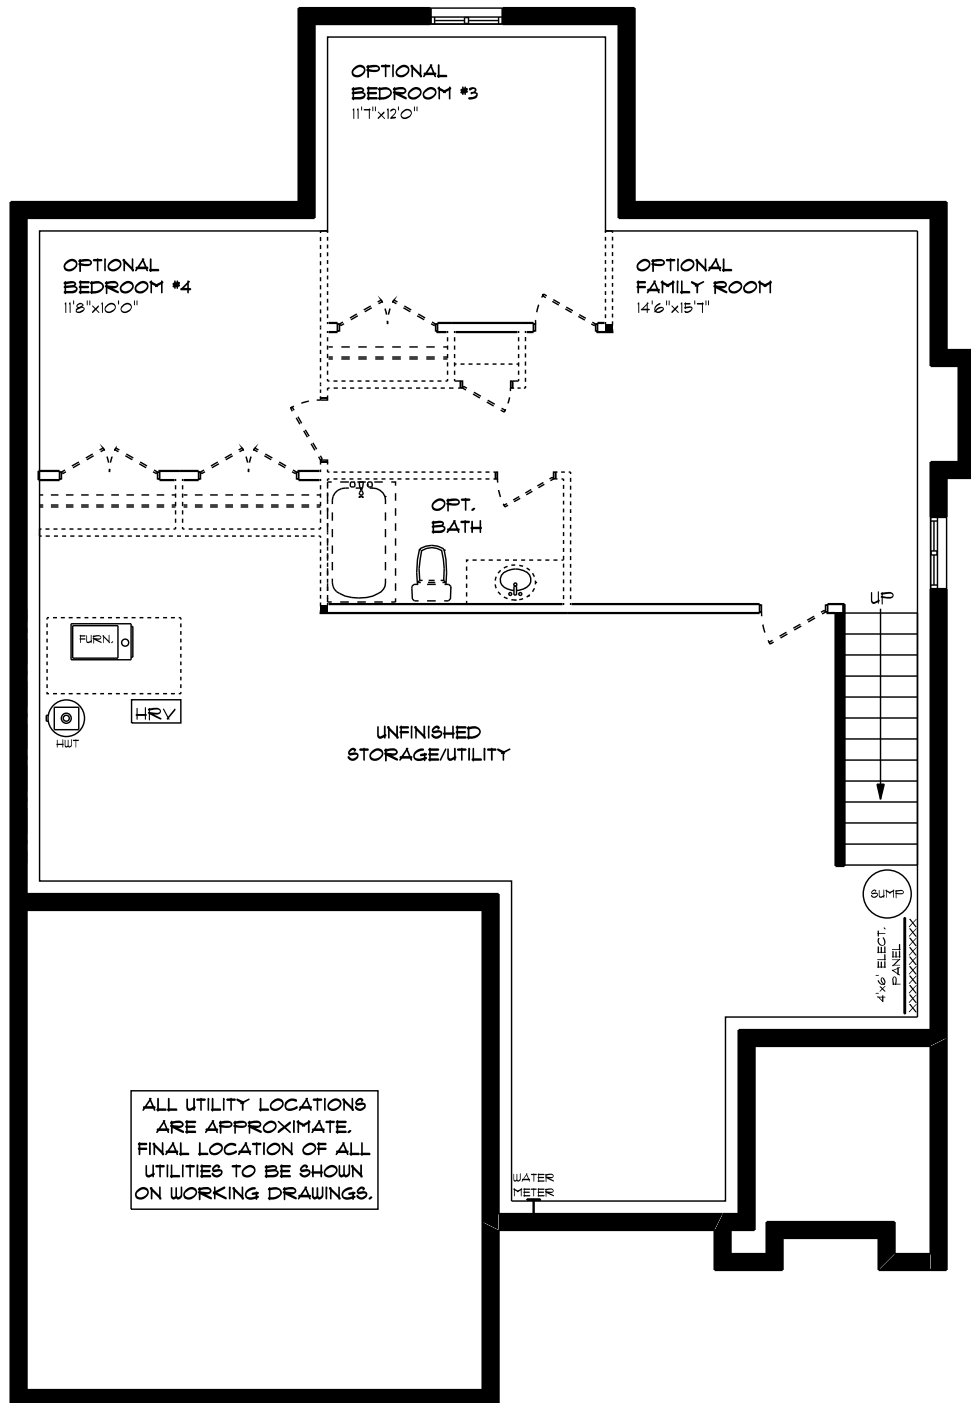 OPTIONAL
BEDROOM #3
11'7"x12'0"
OPTIONAL
BEDROOM #4
11'8"x10'0"
OPTIONAL
FAMILY ROOM
14'6"x15'7"
OPT.
BATH
UP
FURN.
HRV
HWT
UNFINISHED
STORAGE/UTILITY
SUMP
4'x6' ELECT.
PANEL
ALL UTILITY LOCATIONS
ARE APPROXIMATE.
FINAL LOCATION OF ALL
UTILITIES TO BE SHOWN
ON WORKING DRAWINGS.
WATER
METER